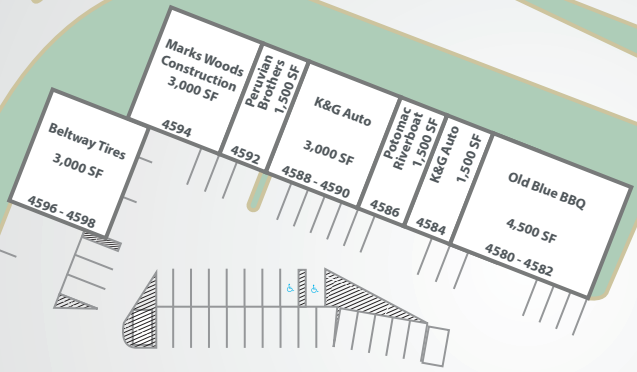 Marks Woods
Construction
3,000 SF
4594
Peruvian
Brothers
1,500 SF
4592
K&G Auto
3,000 SF
4588 - 4590
Potomac
Riverboat
1,500 SF
4586
K&G Auto
1,500 SF
4584
Old Blue BBQ
4,500 SF
4580 - 4582
Beltway Tires
3,000 SF
4596 - 4598